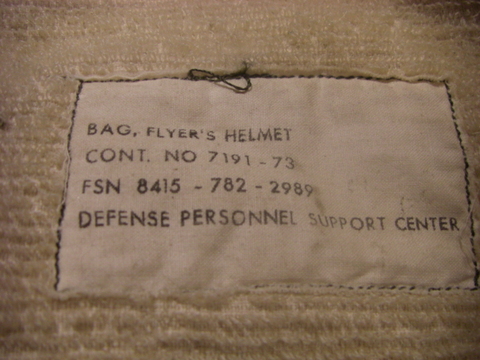 BAG, FLYER'S HELMET
CONT. NO 7191 - 73
FSN 8415 - 782 - 2989
DEFENSE PERSONNEL SUPPORT CENTER